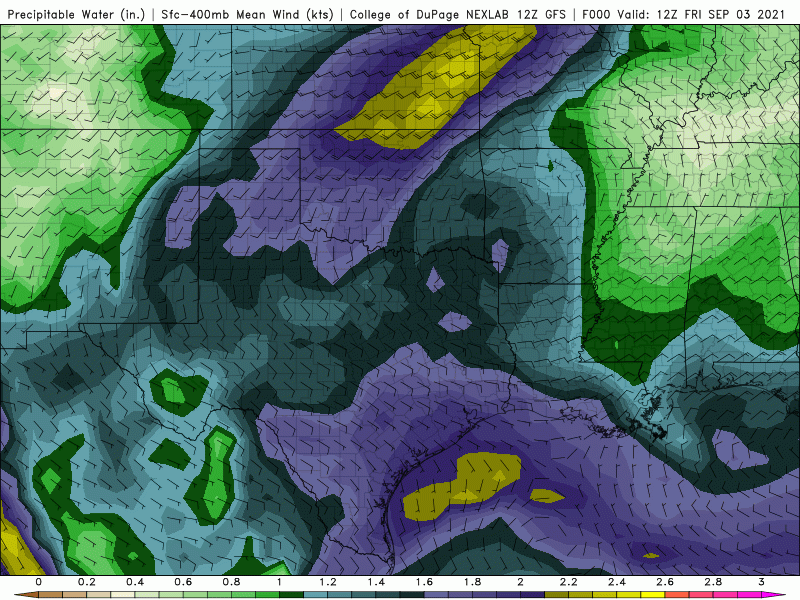 Precipitable Water (in.) | Sfc-400mb Mean Wind (kts) | College of DuPage NEXLAB 12Z GFS | F000 Valid: 12Z FRI SEP 03 2021
0 0.2 0.4 0.6 0.8 1 1.2 1.4 1.6 1.8 2 2.2 2.4 2.6 2.8 3